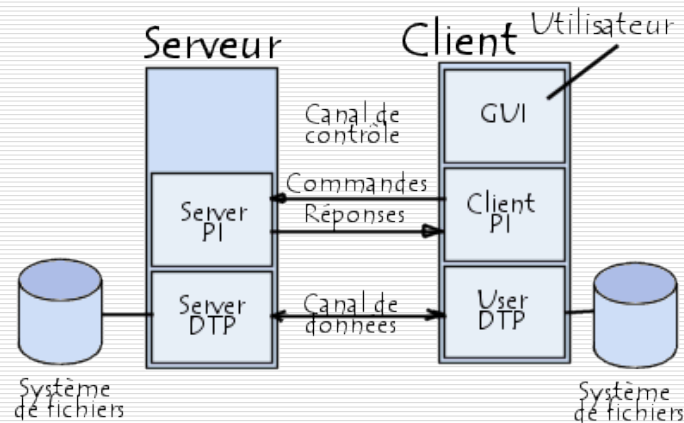 Serveur
Client
Utilisateur
GUI
Canal de
contrôle
Commandes
Réponses
Server
PI
Client
PI
Server
DTP
Canal de
données
User
DTP
Système
de fichiers
Système
de fichiers